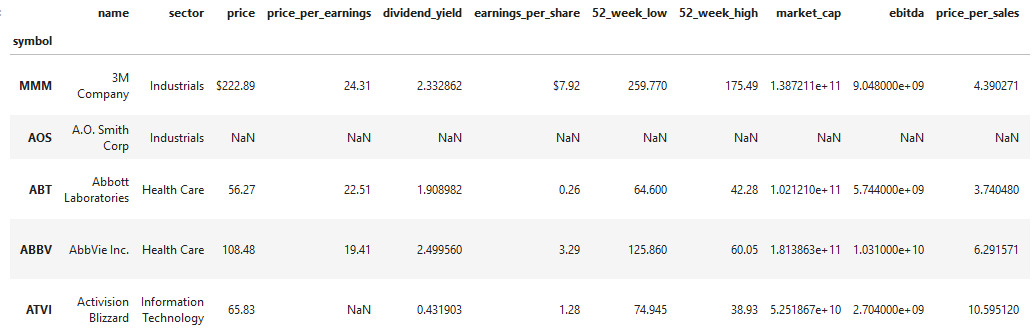 name sector price price_per_earnings dividend_yield earnings_per_share 52_week_low 52_week_high market_cap ebitda price_per_sales
symbol
MMM 3M Company Industrials $222.89 24.31 2.332862 $7.92 259.770 175.49 1.387211e+11 9.048000e+09 4.390271
AOS A.O. Smith Corp Industrials NaN NaN NaN NaN NaN NaN NaN NaN NaN
ABT Abbott Laboratories Health Care 56.27 22.51 1.908982 0.26 64.600 42.28 1.021210e+11 5.744000e+09 3.740480
ABBV AbbVie Inc. Health Care 108.48 19.41 2.499560 3.29 125.860 60.05 1.813863e+11 1.031000e+10 6.291571
ATVI Activision Blizzard Information Technology 65.83 NaN 0.431903 1.28 74.945 38.93 5.251867e+10 2.704000e+09 10.595120